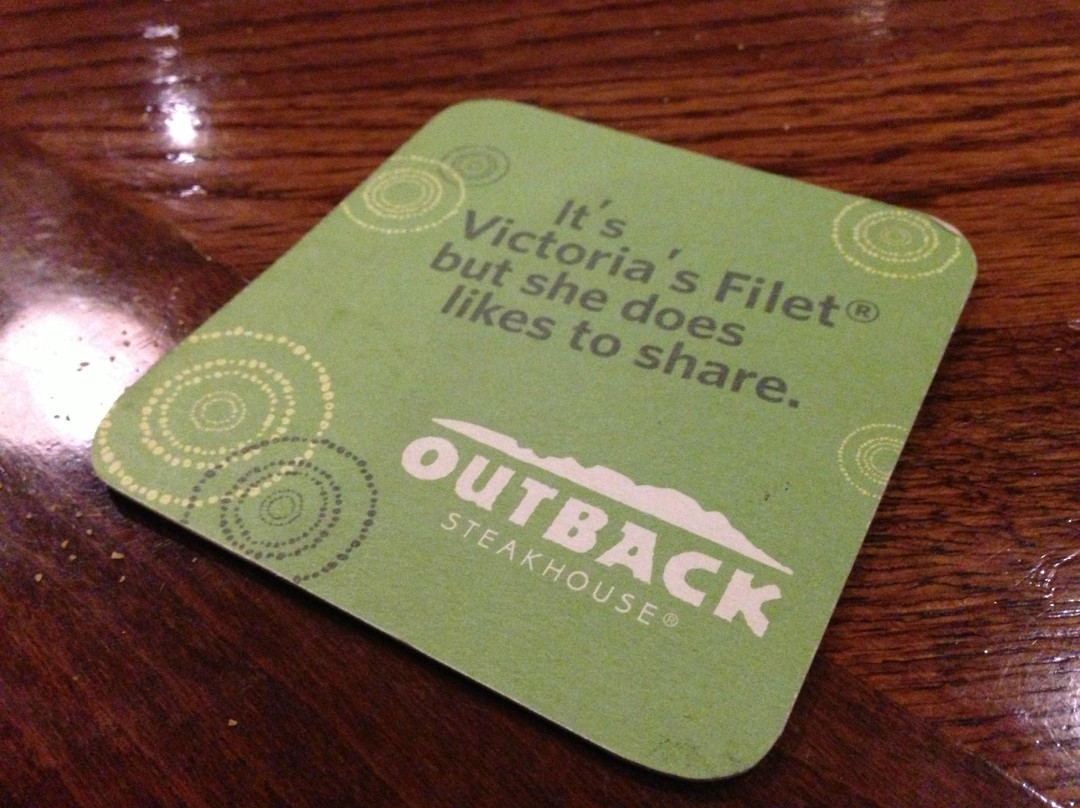 It's
Victoria's Filet®
but she does
likes to share.
OUTBACK
STEAKHOUSE®